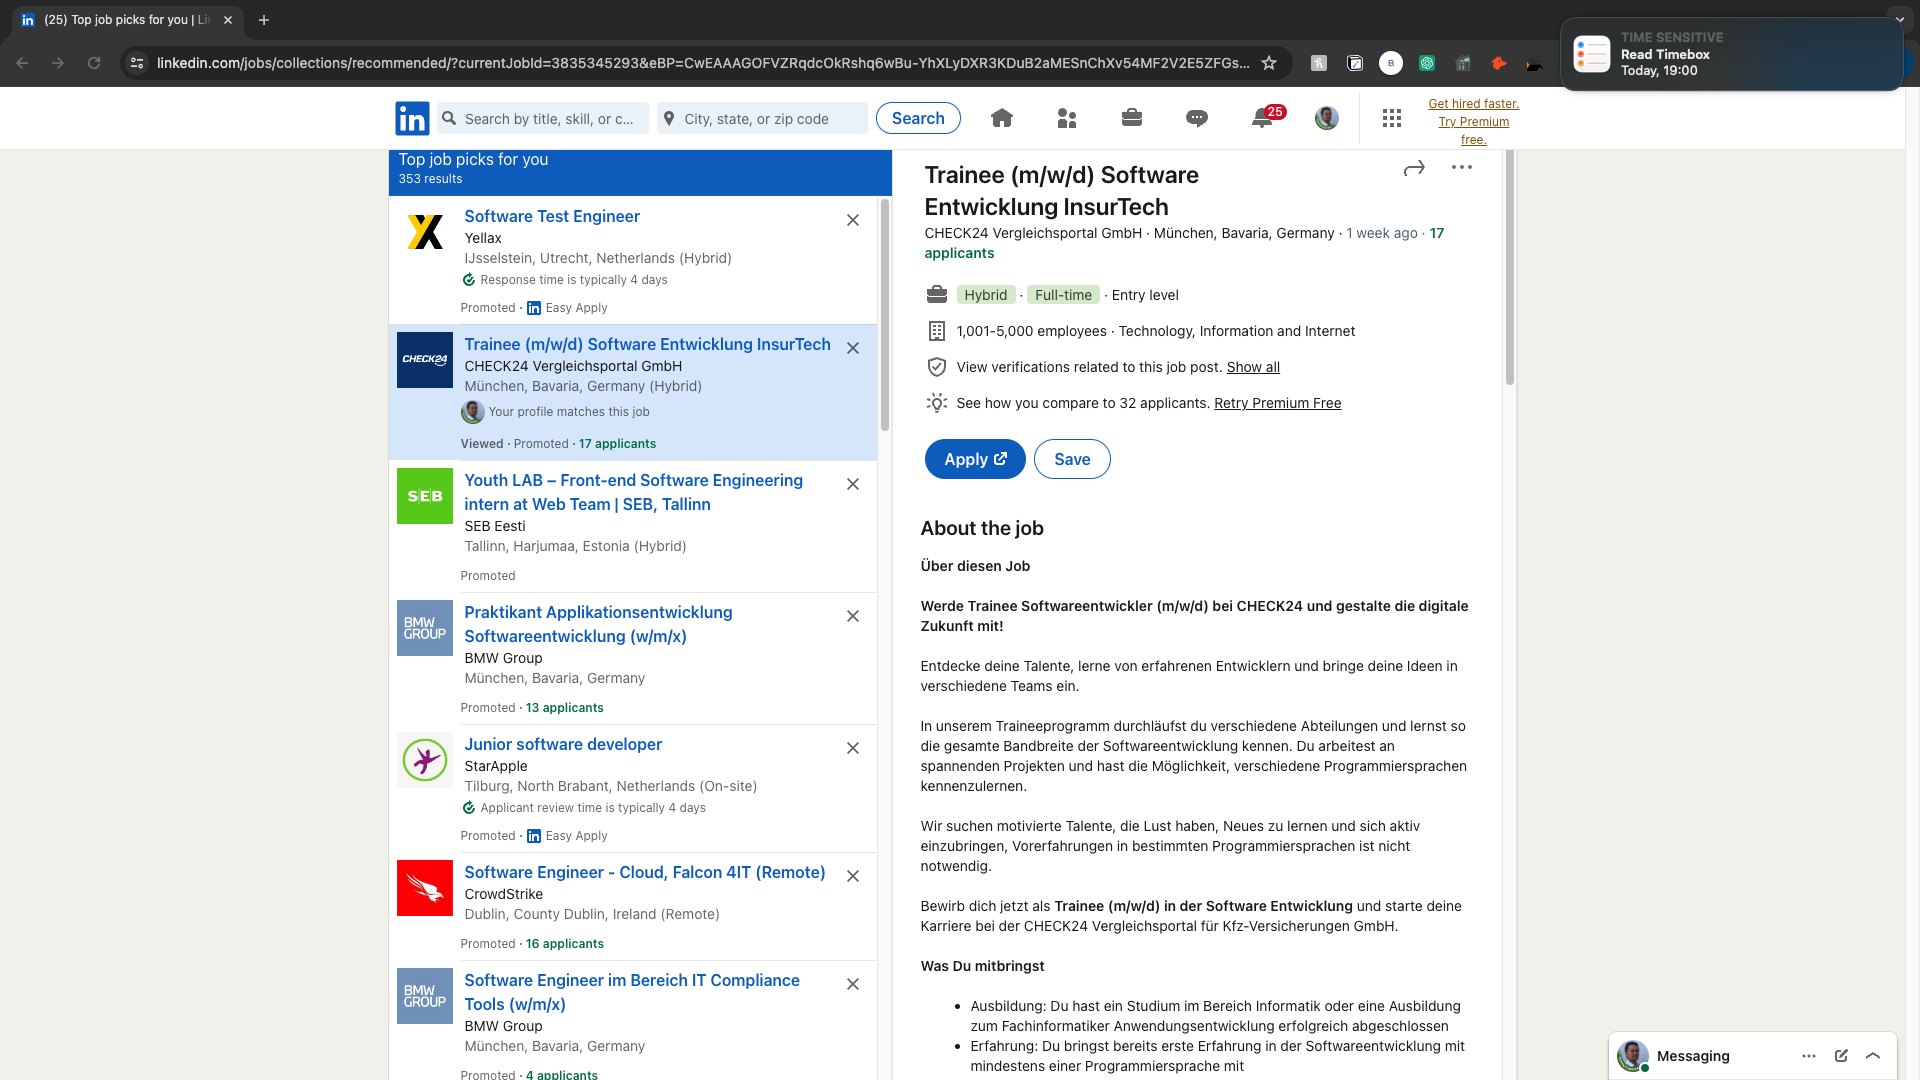 (25) Top job picks for you | Li
linkedin.com/jobs/collections/recommended/?currentJobId=3835345293&eBP=CwEAAAGOFVZRqdcOkRshq6wBu-YhXLyDXR3KDuB2aMESnChXv54MF2V2E5ZFGs...
TIME SENSITIVE
Read Timebox
Today, 19:00
Search by title, skill, or c...
City, state, or zip code
Search
25
Get hired faster.
Try Premium
free.
Top job picks for you
353 results
Software Test Engineer
Yellax
IJsselstein, Utrecht, Netherlands (Hybrid)
Response time is typically 4 days
Promoted · in Easy Apply
CHECK24
Trainee (m/w/d) Software Entwicklung InsurTech
CHECK24 Vergleichsportal GmbH
München, Bavaria, Germany (Hybrid)
Your profile matches this job
Viewed · Promoted · 17 applicants
SEB
Youth LAB – Front-end Software Engineering
intern at Web Team | SEB, Tallinn
SEB Eesti
Tallinn, Harjumaa, Estonia (Hybrid)
Promoted
BMW
GROUP
Praktikant Applikationsentwicklung
Softwareentwicklung (w/m/x)
BMW Group
München, Bavaria, Germany
Promoted · 13 applicants
Junior software developer
StarApple
Tilburg, North Brabant, Netherlands (On-site)
Applicant review time is typically 4 days
Promoted · in Easy Apply
Software Engineer - Cloud, Falcon 4IT (Remote)
CrowdStrike
Dublin, County Dublin, Ireland (Remote)
Promoted · 16 applicants
BMW
GROUP
Software Engineer im Bereich IT Compliance
Tools (w/m/x)
BMW Group
München, Bavaria, Germany
Promoted · 4 applicants
Trainee (m/w/d) Software
Entwicklung InsurTech
CHECK24 Vergleichsportal GmbH · München, Bavaria, Germany · 1 week ago · 17
applicants
Hybrid · Full-time · Entry level
1,001-5,000 employees · Technology, Information and Internet
View verifications related to this job post. Show all
See how you compare to 32 applicants. Retry Premium Free
Apply
Save
About the job
Über diesen Job
Werde Trainee Softwareentwickler (m/w/d) bei CHECK24 und gestalte die digitale
Zukunft mit!
Entdecke deine Talente, lerne von erfahrenen Entwicklern und bringe deine Ideen in
verschiedene Teams ein.
In unserem Traineeprogramm durchläufst du verschiedene Abteilungen und lernst so
die gesamte Bandbreite der Softwareentwicklung kennen. Du arbeitest an
spannenden Projekten und hast die Möglichkeit, verschiedene Programmiersprachen
kennenzulernen.
Wir suchen motivierte Talente, die Lust haben, Neues zu lernen und sich aktiv
einzubringen, Vorerfahrungen in bestimmten Programmiersprachen ist nicht
notwendig.
Bewirb dich jetzt als Trainee (m/w/d) in der Software Entwicklung und starte deine
Karriere bei der CHECK24 Vergleichsportal für Kfz-Versicherungen GmbH.
Was Du mitbringst
• Ausbildung: Du hast ein Studium im Bereich Informatik oder eine Ausbildung
zum Fachinformatiker Anwendungsentwicklung erfolgreich abgeschlossen
• Erfahrung: Du bringst bereits erste Erfahrung in der Softwareentwicklung mit
mindestens einer Programmiersprache mit
Messaging